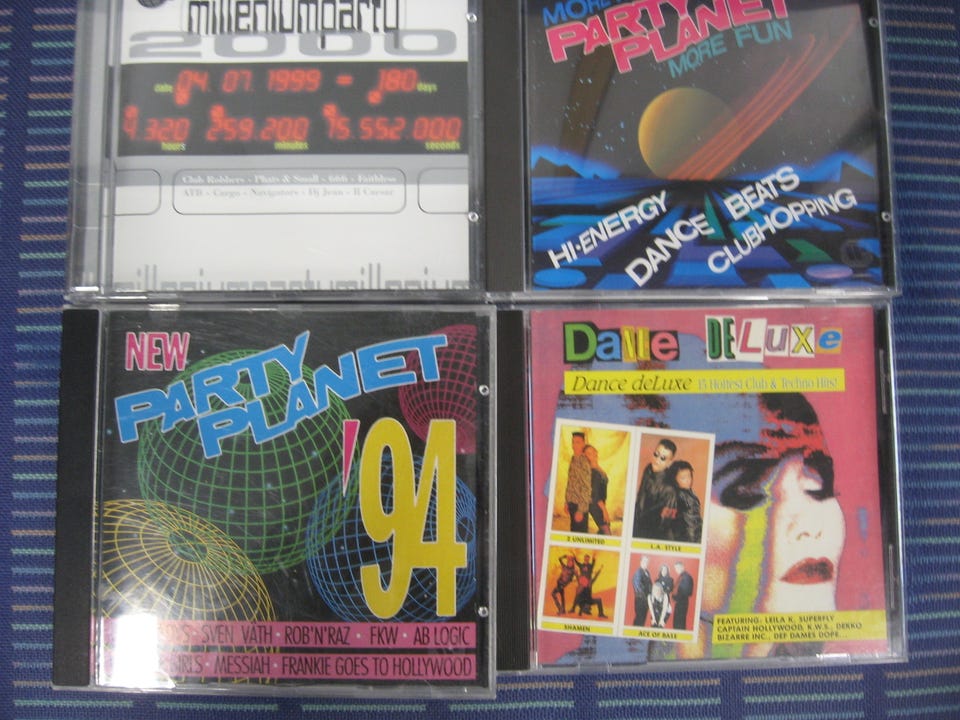 milleniumparty
2000
date 04.07.1999 = 180 days
4.320 259.200 15.552.000
hours minutes seconds
Club Robbers - Phats & Small - 666 - Faithless
ATB - Cargo - Navigators - Dj Jean - Il Caesar
MORE
PARTY
PLANET
MORE FUN
HI-ENERGY
DANCE BEATS
CLUBHOPPING
NEW
PARTY
PLANET
'94
SVEN VÄTH · ROB'N'RAZ · FKW · AB LOGIC
· MESSIAH · FRANKIE GOES TO HOLLYWOOD
DaNce DELUXe
Dance deLuxe 15 Hottest Club & Techno Hits!
2 UNLIMITED
L.A. STYLE
SHAMEN
ACE OF BASE
FEATURING: LEILA K, SUPERFLY
CAPTAIN HOLLYWOOD, K.W.S., DEKKO
BIZARRE INC., DEF DAMES DOPE...